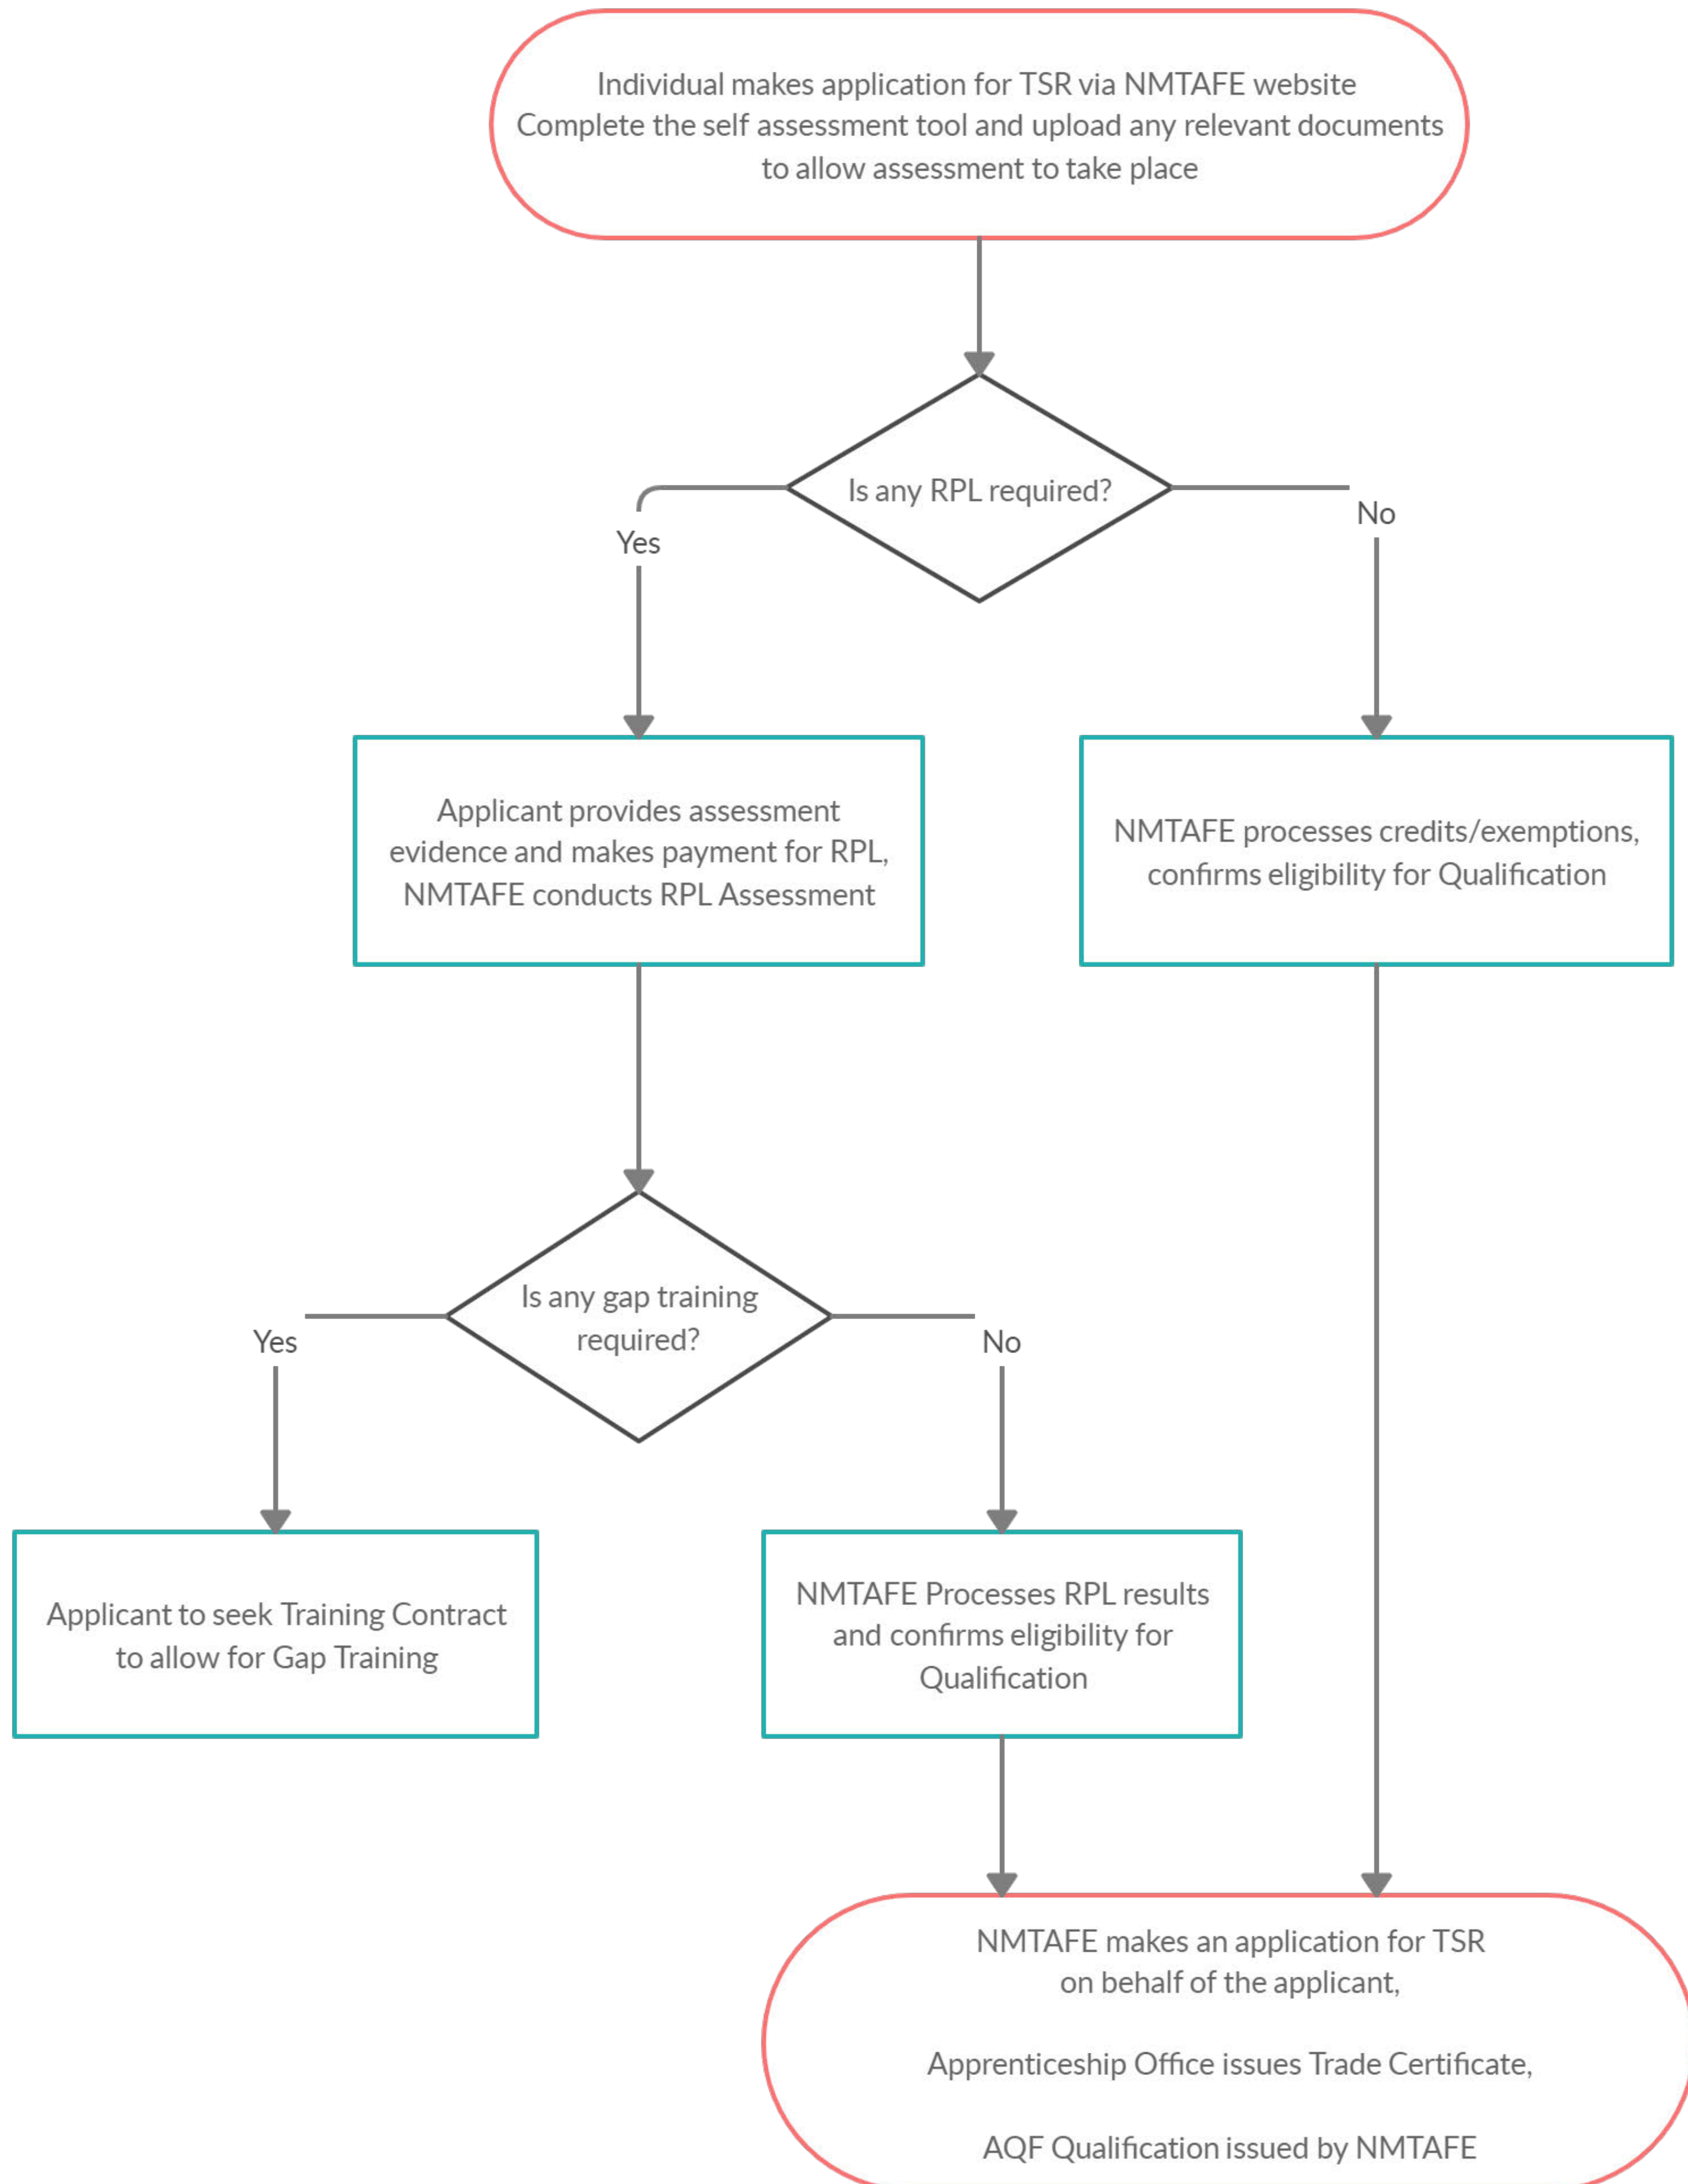 Individual makes application for TSR via NMTAFE website
Complete the self assessment tool and upload any relevant documents
to allow assessment to take place
Is any RPL required?
Yes
No
Applicant provides assessment
evidence and makes payment for RPL,
NMTAFE conducts RPL Assessment
NMTAFE processes credits/exemptions,
confirms eligibility for Qualification
Is any gap training
required?
Yes
No
Applicant to seek Training Contract
to allow for Gap Training
NMTAFE Processes RPL results
and confirms eligibility for
Qualification
NMTAFE makes an application for TSR
on behalf of the applicant,
Apprenticeship Office issues Trade Certificate,
AQF Qualification issued by NMTAFE